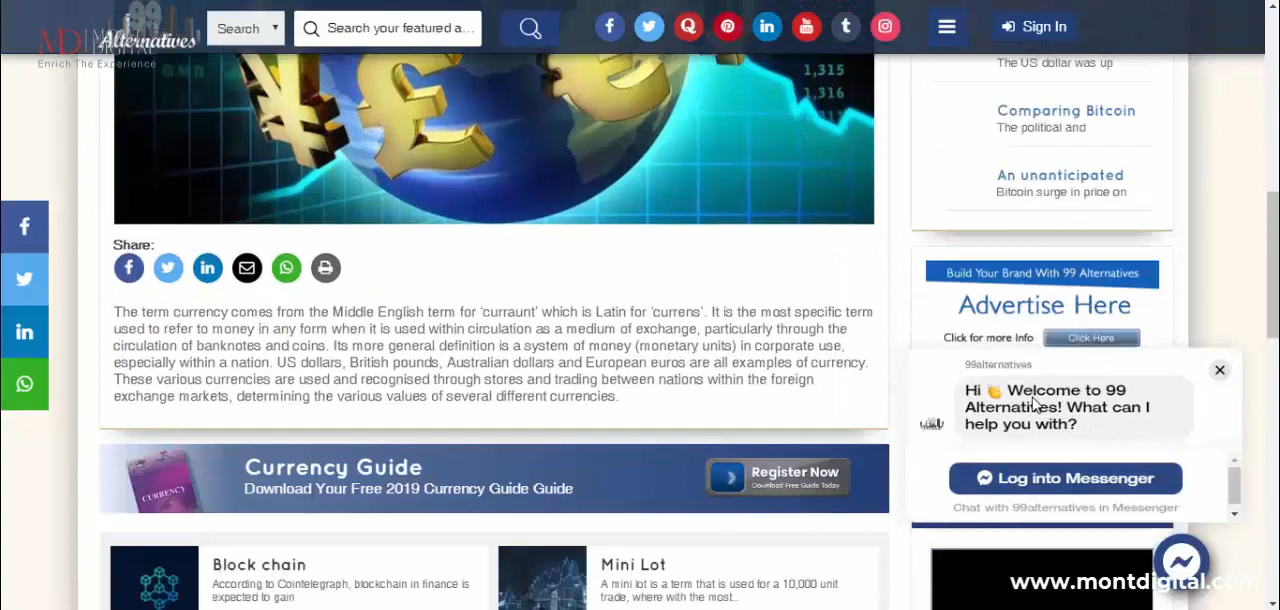 99
Alternatives
Enrich The Experience
Search
Search your featured a...
Sign In
1,315
1,316
Share:
The term currency comes from the Middle English term for ‘curraunt’ which is Latin for ‘currens’. It is the most specific term
used to refer to money in any form when it is used within circulation as a medium of exchange, particularly through the
circulation of banknotes and coins. Its more general definition is a system of money (monetary units) in corporate use,
especially within a nation. US dollars, British pounds, Australian dollars and European euros are all examples of currency.
These various currencies are used and recognised through stores and trading between nations within the foreign
exchange markets, determining the various values of several different currencies.
Currency Guide
Download Your Free 2019 Currency Guide Guide
CURRENCY
Register Now
Download Free Guide Today
Block chain
According to Cointelegraph, blockchain in finance is
expected to gain
Mini Lot
A mini lot is a term that is used for a 10,000 unit
trade, where with the most..
The US dollar was up
Comparing Bitcoin
The political and
An unanticipated
Bitcoin surge in price on
Build Your Brand With 99 Alternatives
Advertise Here
Click for more Info
Click Here
99alternatives
Hi 👏 Welcome to 99
Alternatives! What can I
help you with?
Log into Messenger
Chat with 99alternatives in Messenger
www.montdigital.com